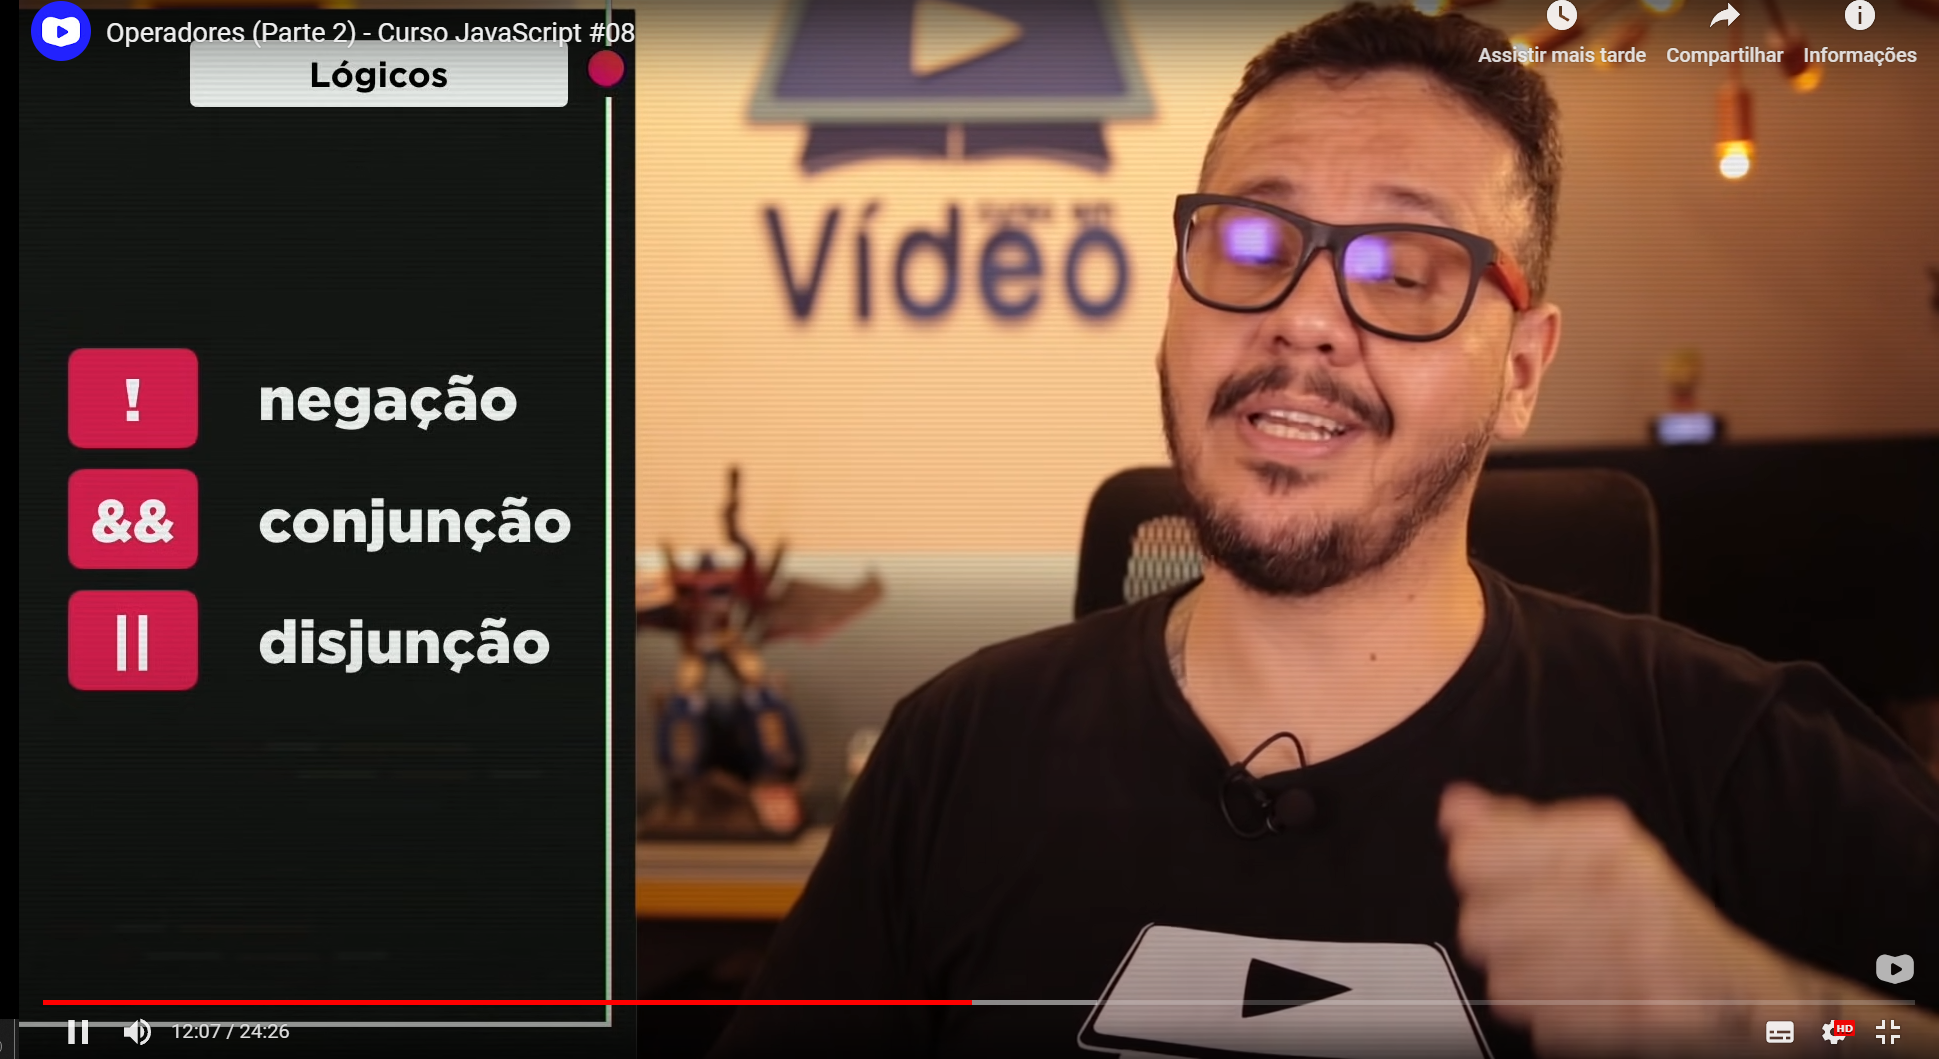 Operadores (Parte 2) - Curso JavaScript #08
Assistir mais tarde
Compartilhar
Informações
Lógicos
Vídeo
! negação
&& conjunção
|| disjunção
12:07 / 24:26
HD